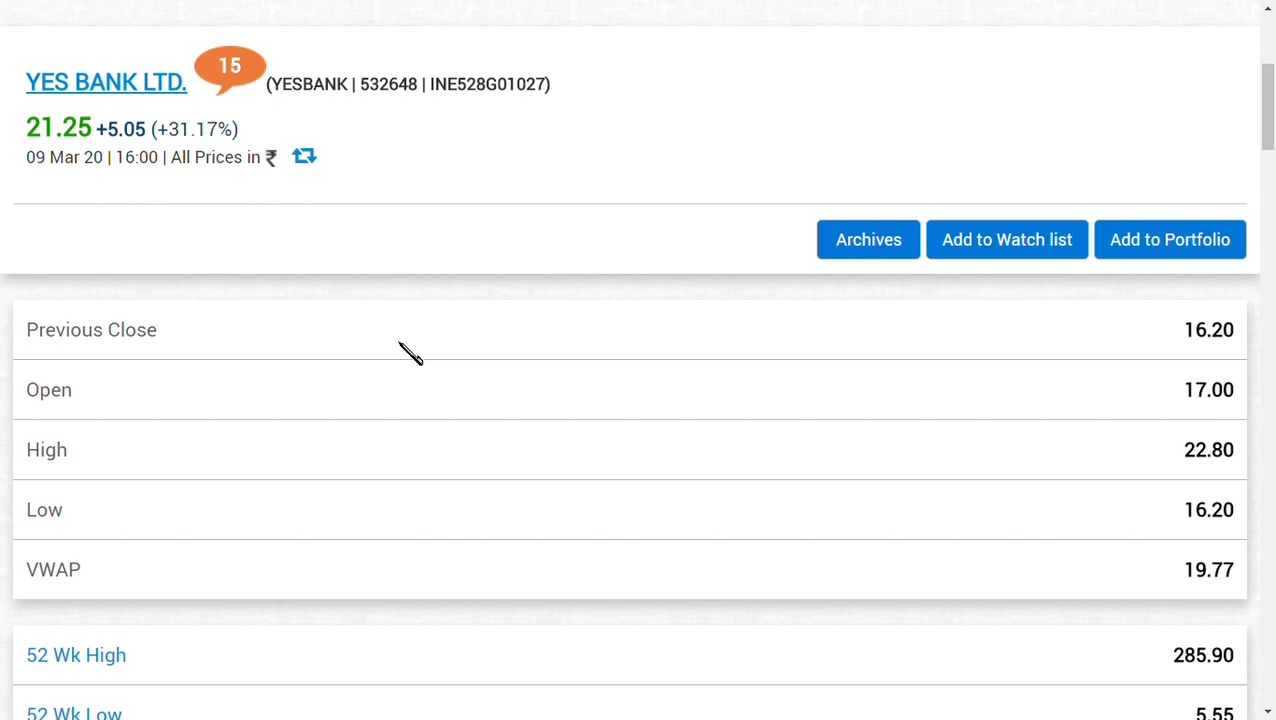 YES BANK LTD. 15 (YESBANK | 532648 | INE528G01027)
21.25 +5.05 (+31.17%)
09 Mar 20 | 16:00 | All Prices in ₹
Archives Add to Watch list Add to Portfolio
Previous Close 16.20
Open 17.00
High 22.80
Low 16.20
VWAP 19.77
52 Wk High 285.90
52 Wk Low 5.55